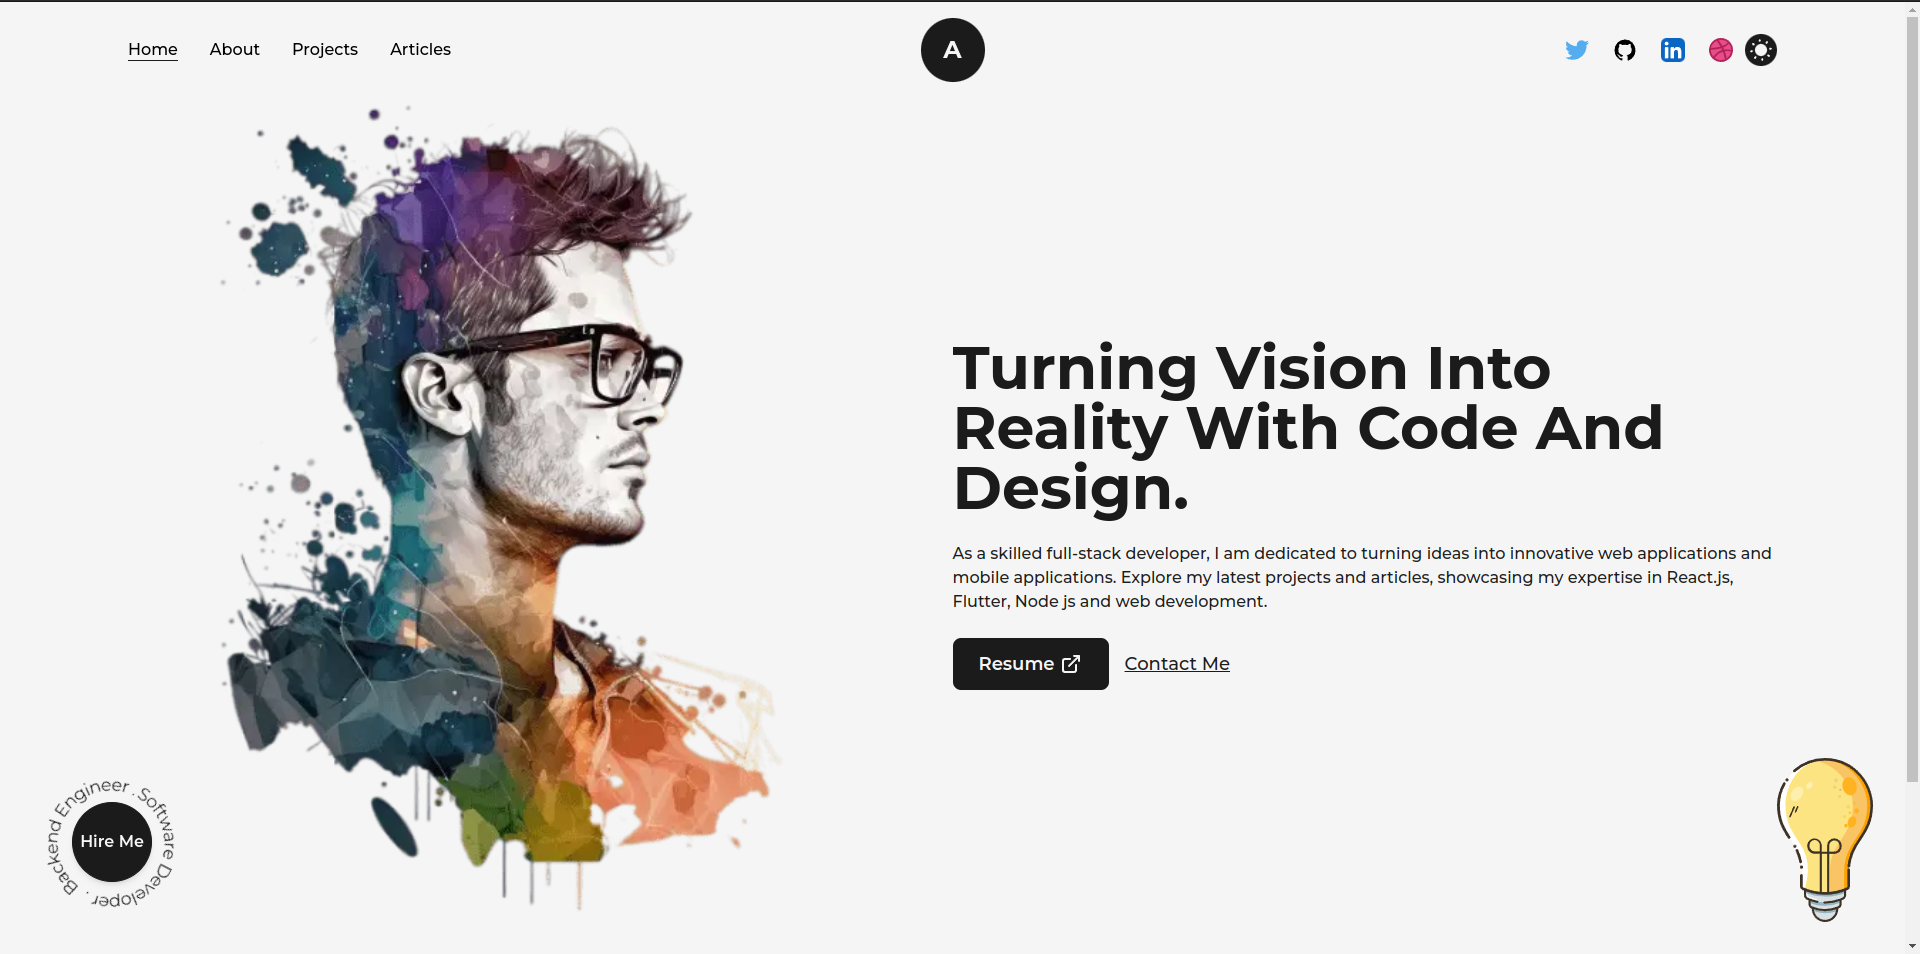 Home About Projects Articles
A
Turning Vision Into
Reality With Code And
Design.
As a skilled full-stack developer, I am dedicated to turning ideas into innovative web applications and
mobile applications. Explore my latest projects and articles, showcasing my expertise in React.js,
Flutter, Node js and web development.
Resume Contact Me
Backend Engineer . Software Developer .
Hire Me